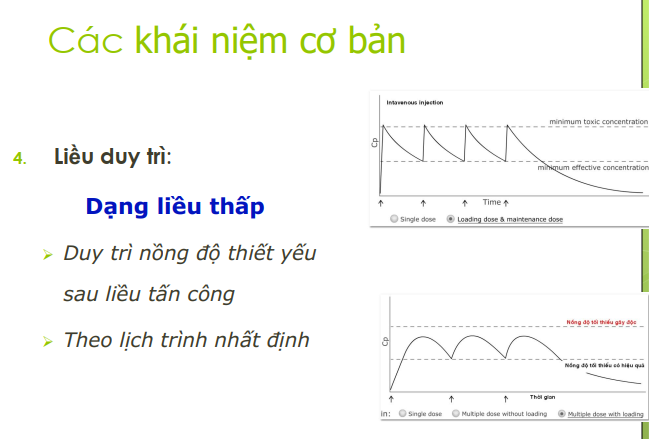 Các khái niệm cơ bản
4. Liều duy trì:
Dạng liều thấp
Duy trì nồng độ thiết yếu
sau liều tấn công
Theo lịch trình nhất định
Intavenous Injection
minimum toxic concentration
Cp
minimum effective concentration
Time
Single dose
Loading dose & maintenance dose
Nồng độ tối thiểu gây độc
Cp
Nồng độ tối thiểu có hiệu quả
Thời gian
in:
Single dose
Multiple dose without loading
Multiple dose with loading